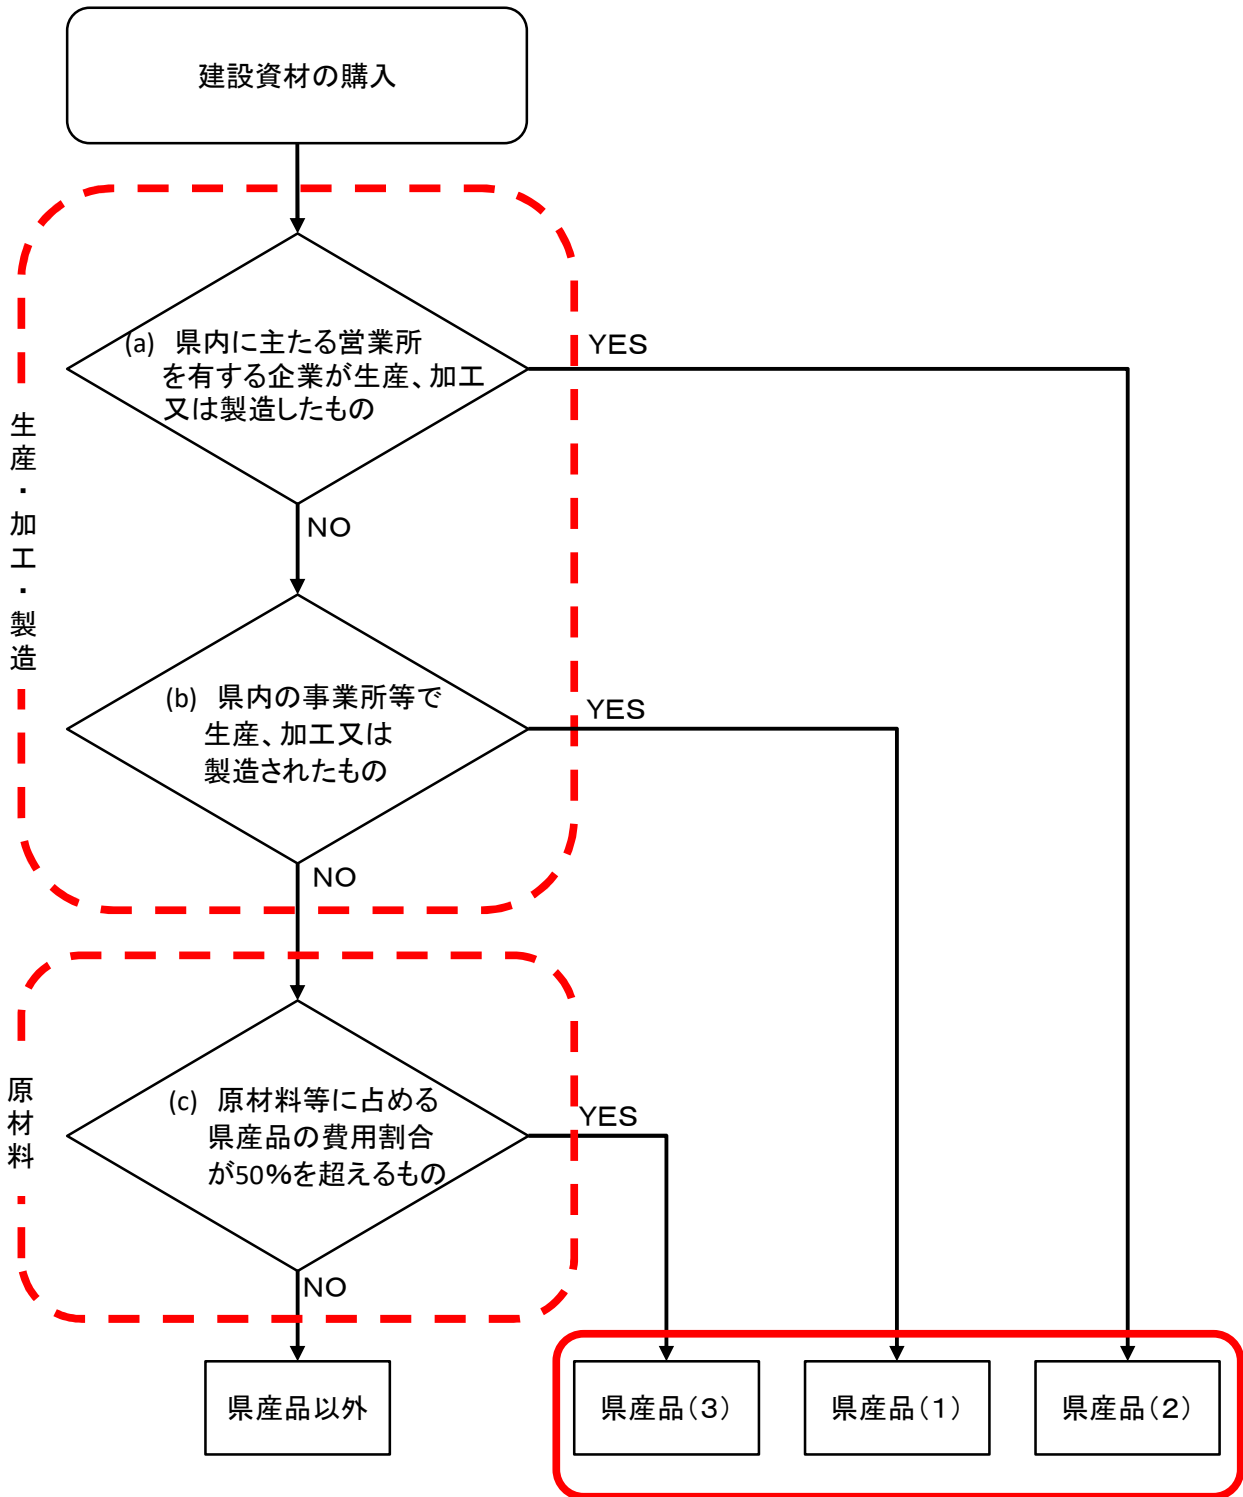 建設資材の購入
(a) 県内に主たる営業所
を有する企業が生産、加工
又は製造したもの
YES
NO
生産・加工・製造
(b) 県内の事業所等で
生産、加工又は
製造されたもの
YES
NO
原材料
(c) 原材料等に占める
県産品の費用割合
が50%を超えるもの
YES
NO
県産品以外
県産品(3)
県産品(1)
県産品(2)